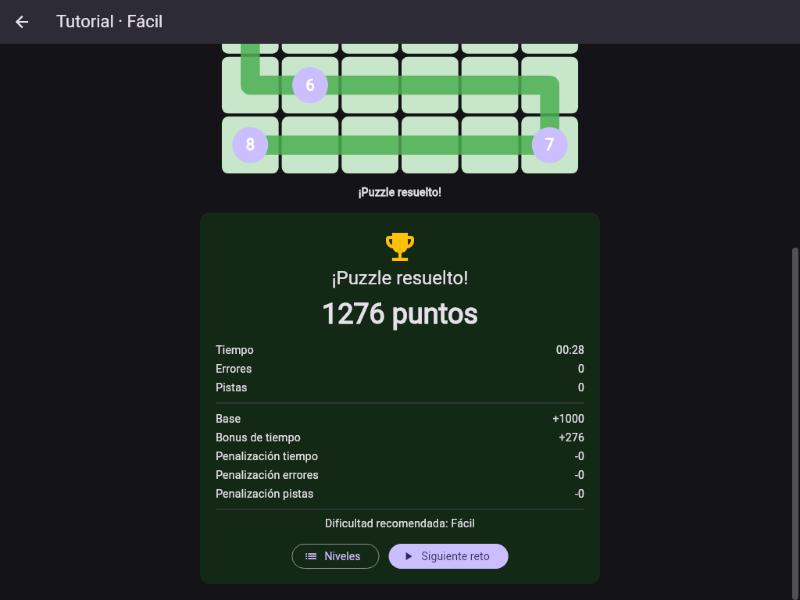 Tutorial · Fácil
6
8 7
¡Puzzle resuelto!
¡Puzzle resuelto!
1276 puntos
Tiempo 00:28
Errores 0
Pistas 0
Base +1000
Bonus de tiempo +276
Penalización tiempo -0
Penalización errores -0
Penalización pistas -0
Dificultad recomendada: Fácil
Niveles Siguiente reto